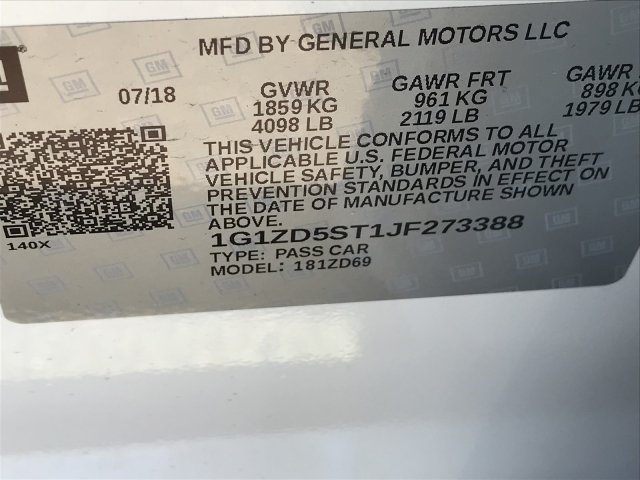 GM
MFD BY GENERAL MOTORS LLC
07/18
GVWR
1859 KG
4098 LB
GAWR FRT
961 KG
2119 LB
GAWR
898 KG
1979 LB
THIS VEHICLE CONFORMS TO ALL
APPLICABLE U.S. FEDERAL MOTOR
VEHICLE SAFETY, BUMPER, AND THEFT
PREVENTION STANDARDS IN EFFECT ON
THE DATE OF MANUFACTURE SHOWN
ABOVE.
1G1ZD5ST1JF273388
TYPE: PASS CAR
MODEL: 181ZD69
140X